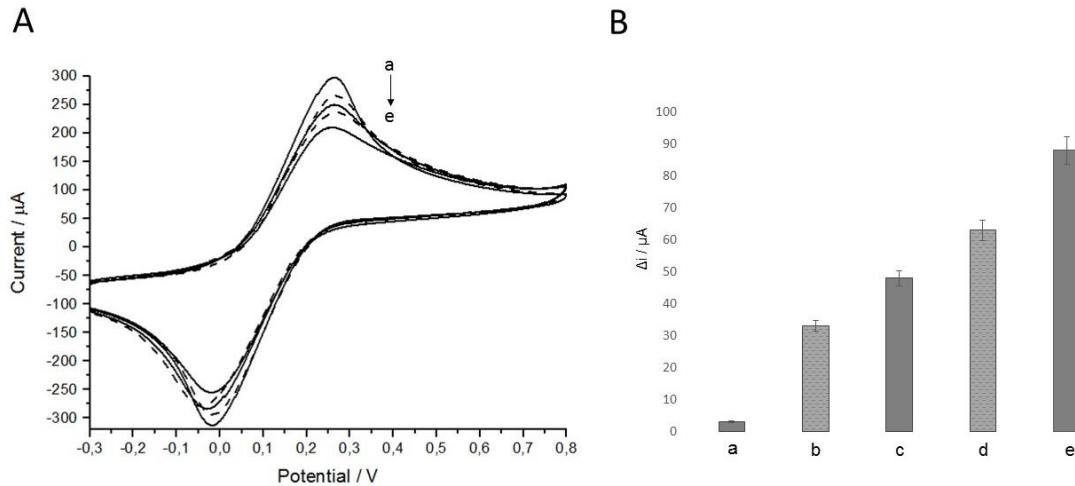 A
B
a
e
300
250
200
150
100
50
0
-50
-100
-150
-200
-250
-300
Current / μA
-0,3 -0,2 -0,1 0,0 0,1 0,2 0,3 0,4 0,5 0,6 0,7 0,8
Potential / V
100
90
80
70
60
50
40
30
20
10
0
Δi / μA
a b c d e